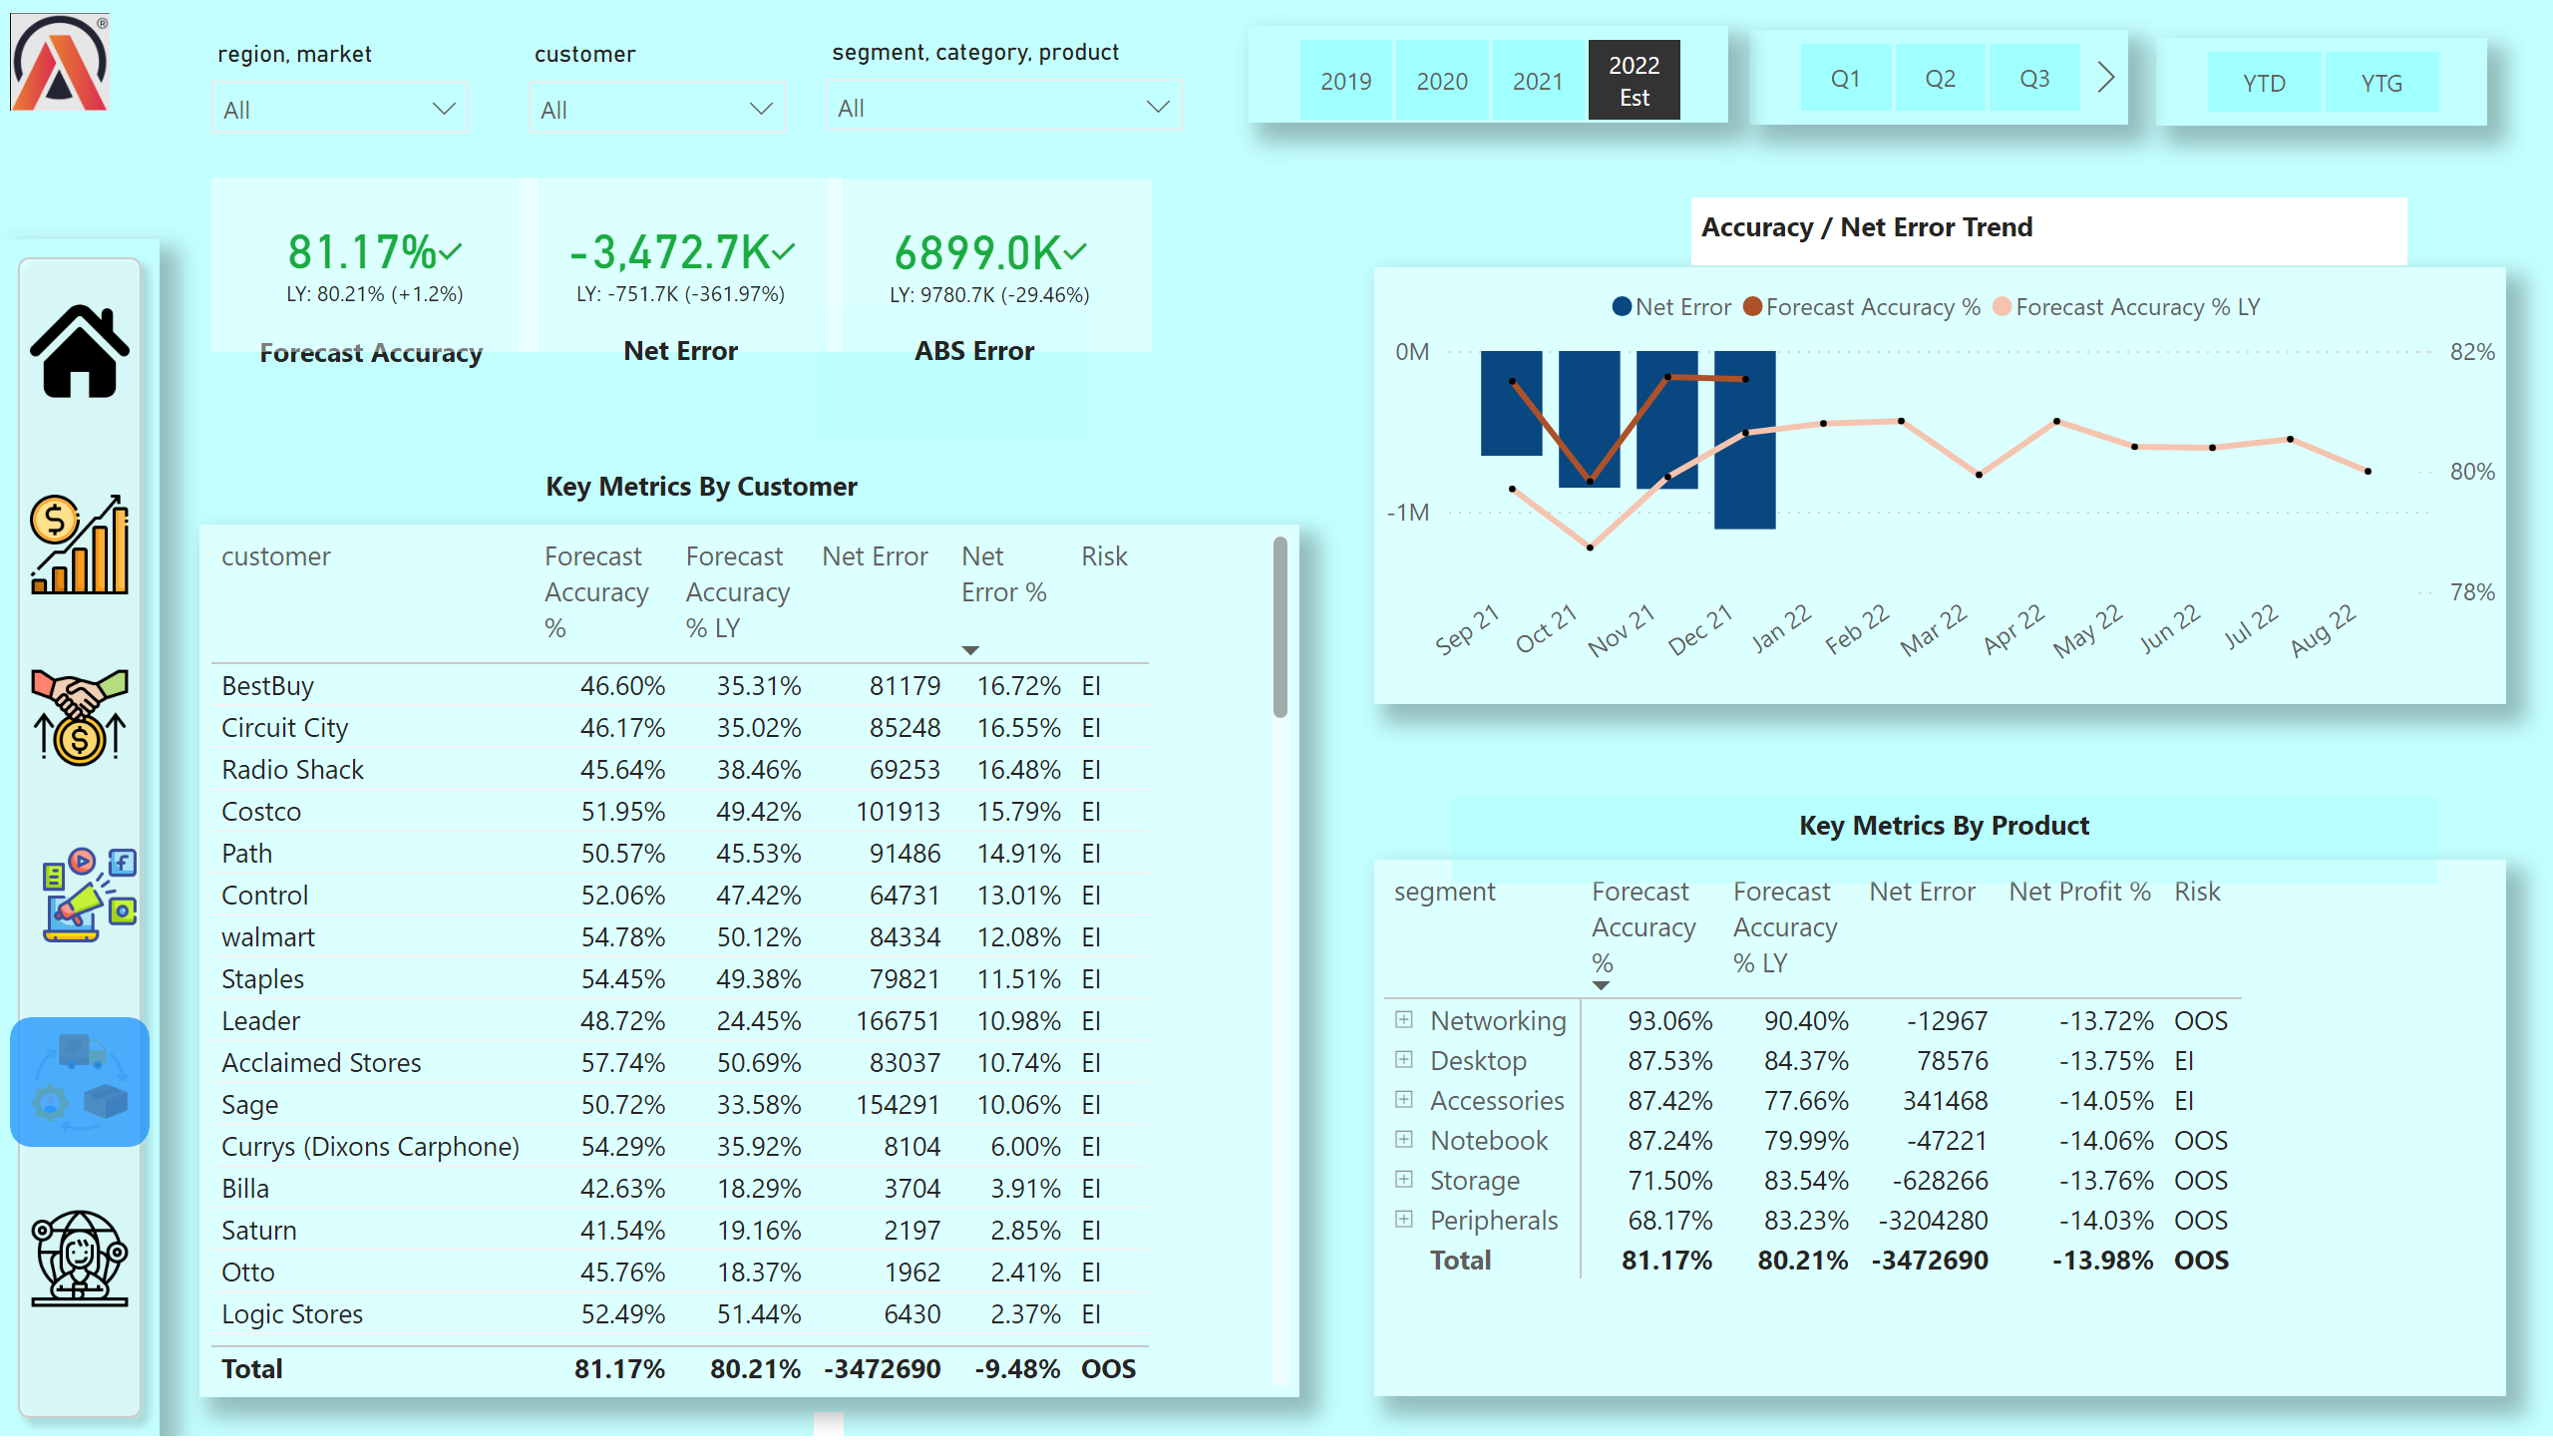 region, market
customer
segment, category, product
All
All
All
2019
2020
2021
2022
Est
Q1
Q2
Q3
YTD
YTG
81.17%
LY: 80.21% (+1.2%)
Forecast Accuracy
-3,472.7K
LY: -751.7K (-361.97%)
Net Error
6899.0K
LY: 9780.7K (-29.46%)
ABS Error
Accuracy / Net Error Trend
Net Error Forecast Accuracy % Forecast Accuracy % LY
0M
-1M
82%
80%
78%
Sep 21
Oct 21
Nov 21
Dec 21
Jan 22
Feb 22
Mar 22
Apr 22
May 22
Jun 22
Jul 22
Aug 22
Key Metrics By Customer
customer Forecast Accuracy % Forecast Accuracy % LY Net Error Net Error % Risk
BestBuy 46.60% 35.31% 81179 16.72% EI
Circuit City 46.17% 35.02% 85248 16.55% EI
Radio Shack 45.64% 38.46% 69253 16.48% EI
Costco 51.95% 49.42% 101913 15.79% EI
Path 50.57% 45.53% 91486 14.91% EI
Control 52.06% 47.42% 64731 13.01% EI
walmart 54.78% 50.12% 84334 12.08% EI
Staples 54.45% 49.38% 79821 11.51% EI
Leader 48.72% 24.45% 166751 10.98% EI
Acclaimed Stores 57.74% 50.69% 83037 10.74% EI
Sage 50.72% 33.58% 154291 10.06% EI
Currys (Dixons Carphone) 54.29% 35.92% 8104 6.00% EI
Billa 42.63% 18.29% 3704 3.91% EI
Saturn 41.54% 19.16% 2197 2.85% EI
Otto 45.76% 18.37% 1962 2.41% EI
Logic Stores 52.49% 51.44% 6430 2.37% EI
Total 81.17% 80.21% -3472690 -9.48% OOS
Key Metrics By Product
segment Forecast Accuracy % Forecast Accuracy % LY Net Error Net Profit % Risk
Networking 93.06% 90.40% -12967 -13.72% OOS
Desktop 87.53% 84.37% 78576 -13.75% EI
Accessories 87.42% 77.66% 341468 -14.05% EI
Notebook 87.24% 79.99% -47221 -14.06% OOS
Storage 71.50% 83.54% -628266 -13.76% OOS
Peripherals 68.17% 83.23% -3204280 -14.03% OOS
Total 81.17% 80.21% -3472690 -13.98% OOS